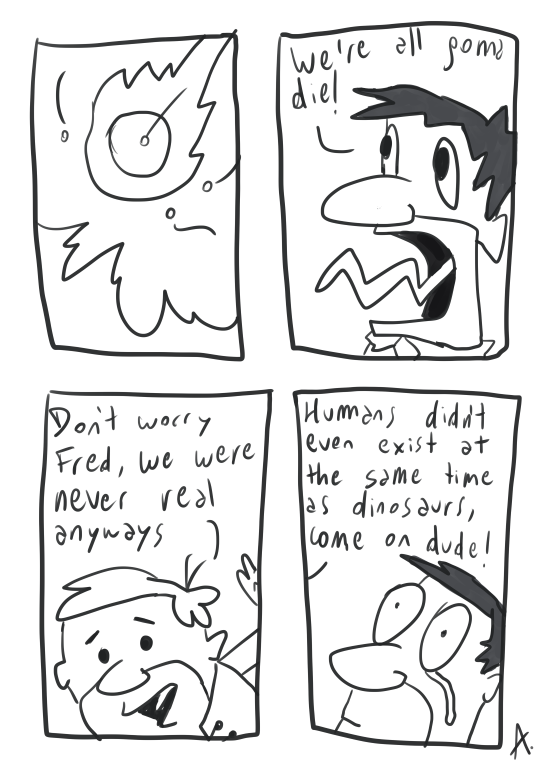 We're all gonna
die!
Don't worry
Fred, we were
never real
anyways
Humans didn't
even exist at
the same time
as dinosaurs,
come on dude!
A.